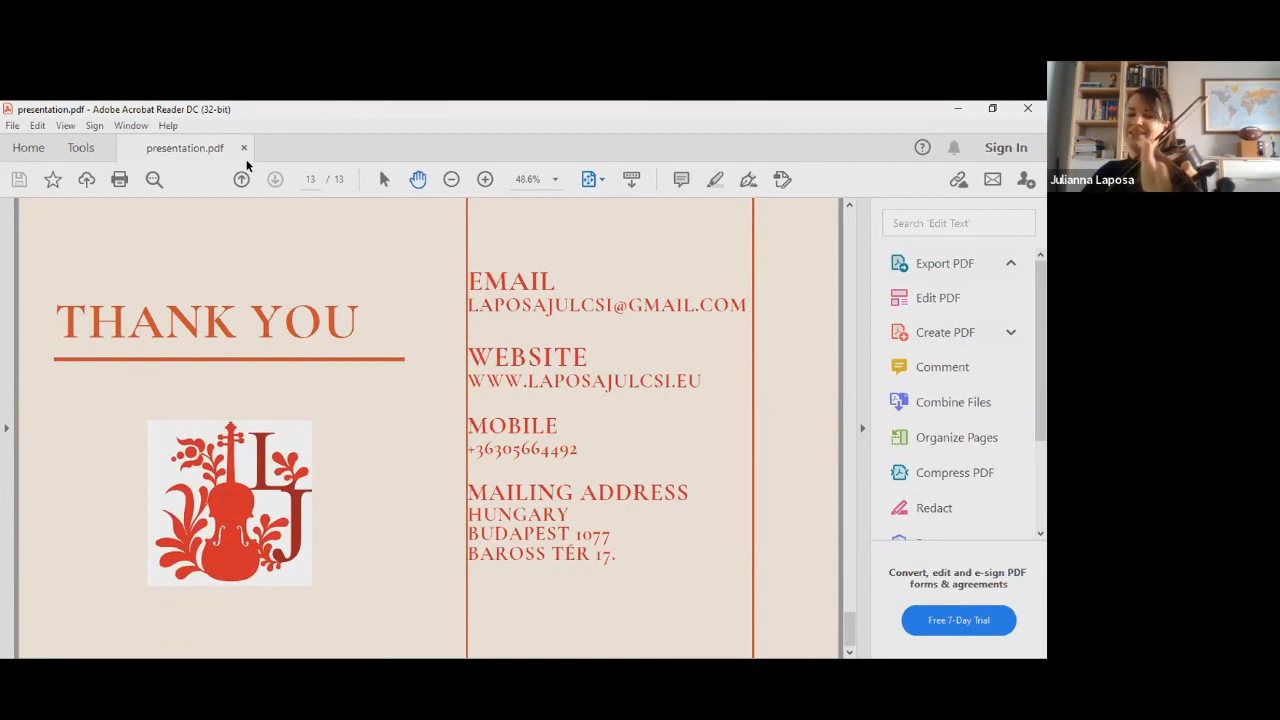 presentation.pdf - Adobe Acrobat Reader DC (32-bit)
File Edit View Sign Window Help
Home Tools presentation.pdf × Sign In
13 / 13 48.6%
THANK YOU
LJ
EMAIL
LAPOSAJULCSI@GMAIL.COM
WEBSITE
WWW.LAPOSAJULCSI.EU
MOBILE
+36305664492
MAILING ADDRESS
HUNGARY
BUDAPEST 1077
BAROSS TÉR 17.
Search 'Edit Text'
Export PDF
Edit PDF
Create PDF
Comment
Combine Files
Organize Pages
Compress PDF
Redact
Convert, edit and e-sign PDF
forms & agreements
Free 7-Day Trial
Julianna Laposa